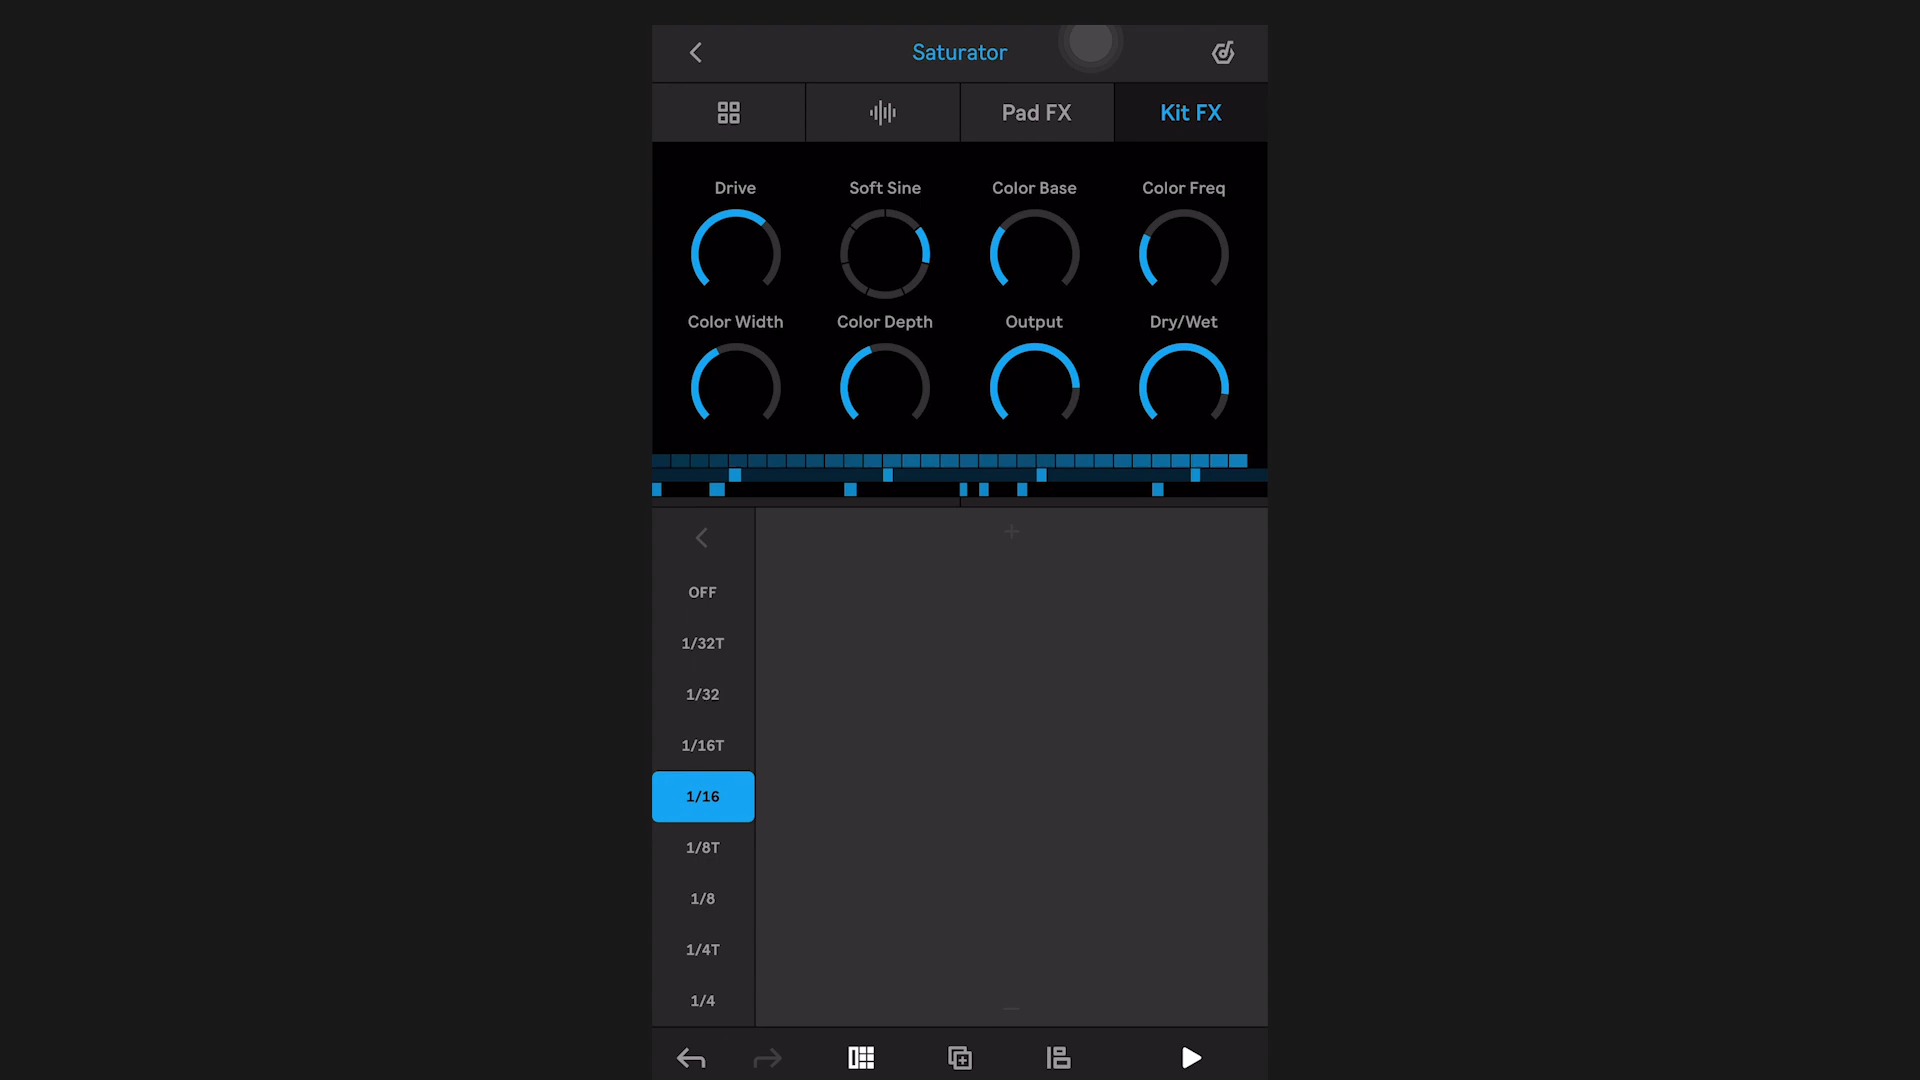 Saturator
Pad FX
Kit FX
Drive
Soft Sine
Color Base
Color Freq
Color Width
Color Depth
Output
Dry/Wet
OFF
1/32T
1/32
1/16T
1/16
1/8T
1/8
1/4T
1/4